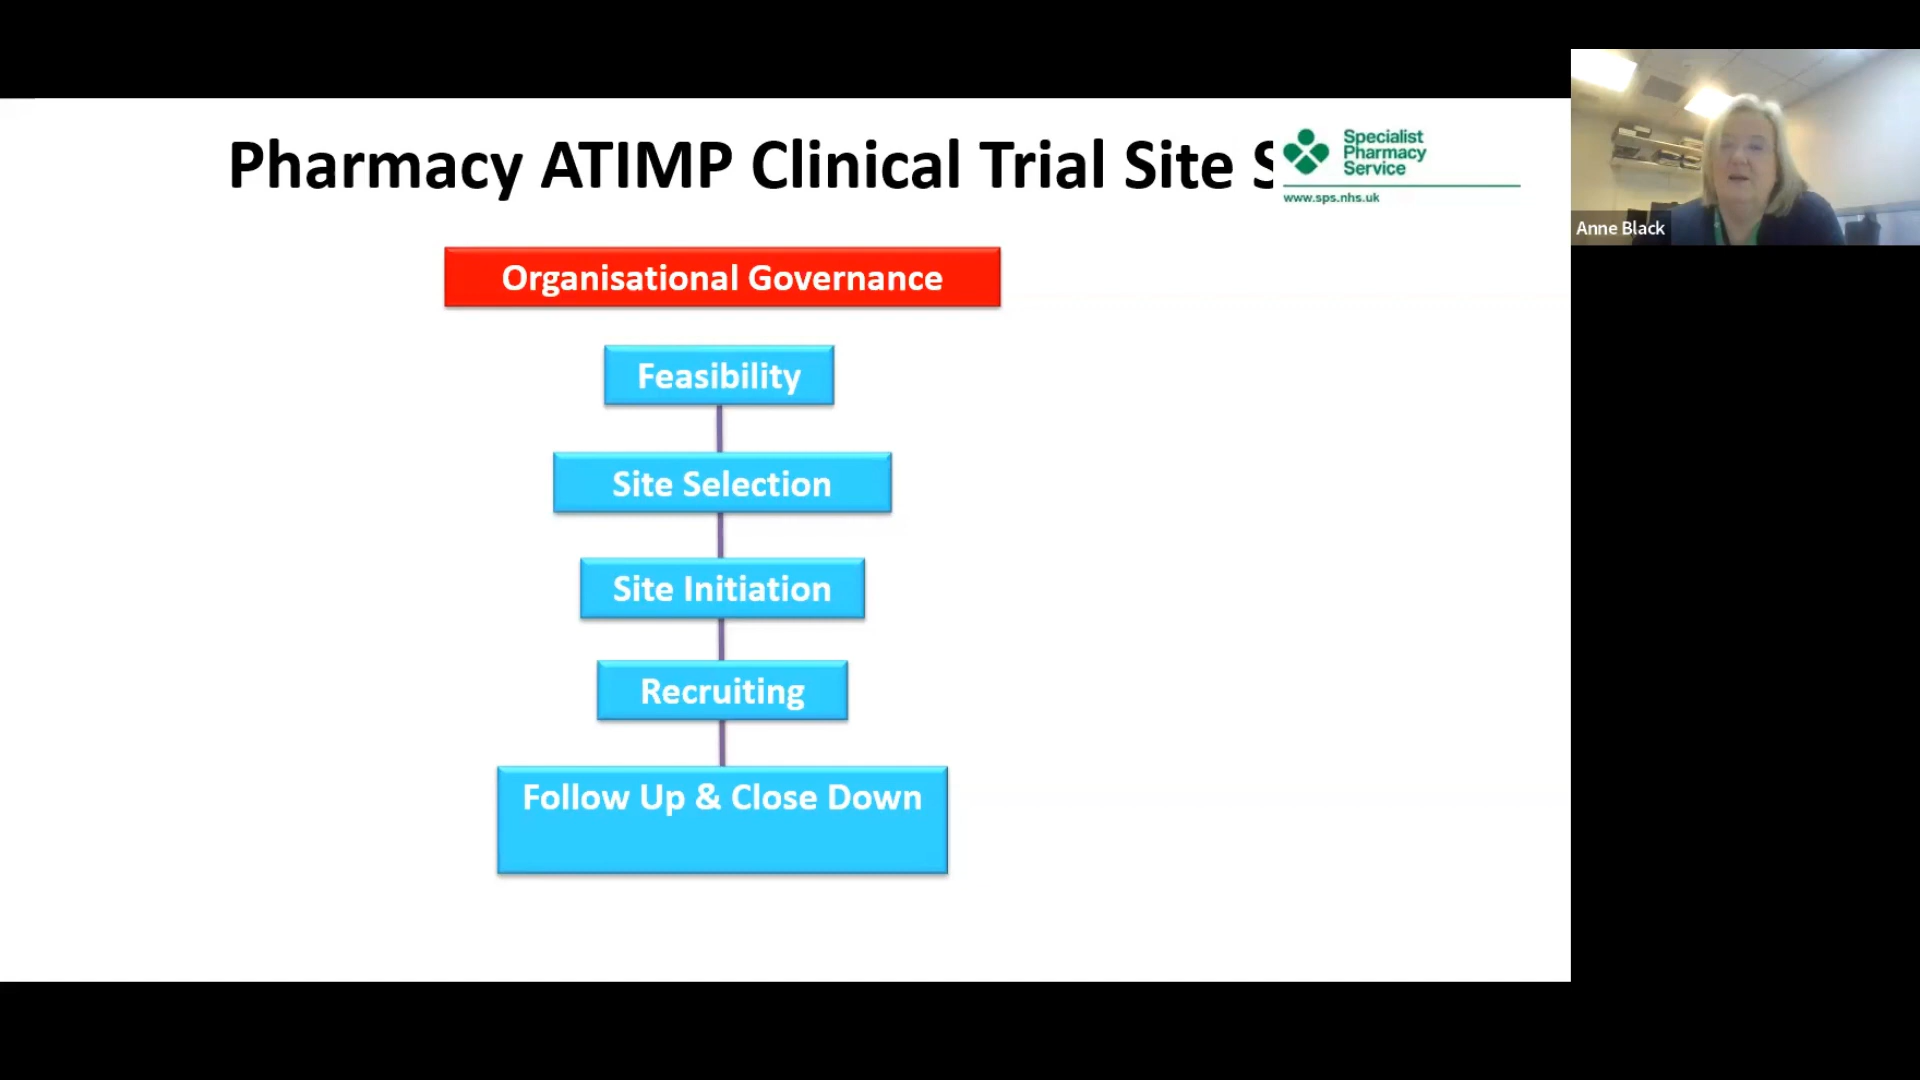 Pharmacy ATIMP Clinical Trial Site S
Specialist
Pharmacy
Service
www.sps.nhs.uk
Anne Black
Organisational Governance
Feasibility
Site Selection
Site Initiation
Recruiting
Follow Up & Close Down